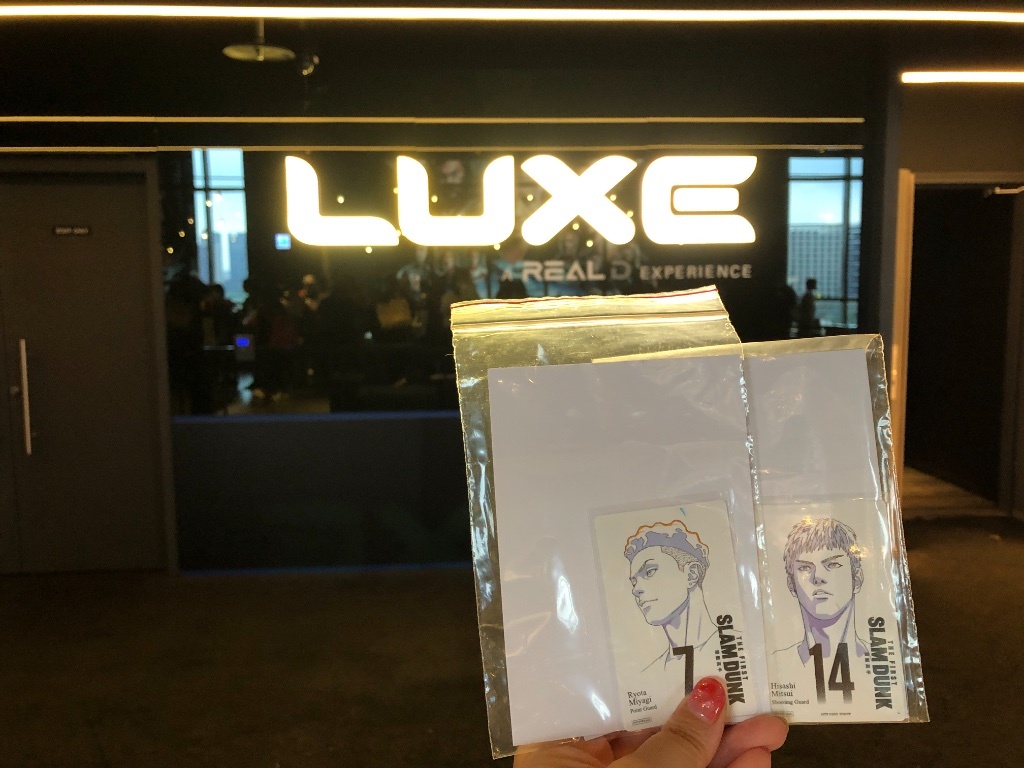 LUXE
A REAL D EXPERIENCE
7
Ryota
Miyagi
Point Guard
THE FIRST
SLAM DUNK
14
Hisashi
Mitsui
Shooting Guard
THE FIRST
SLAM DUNK